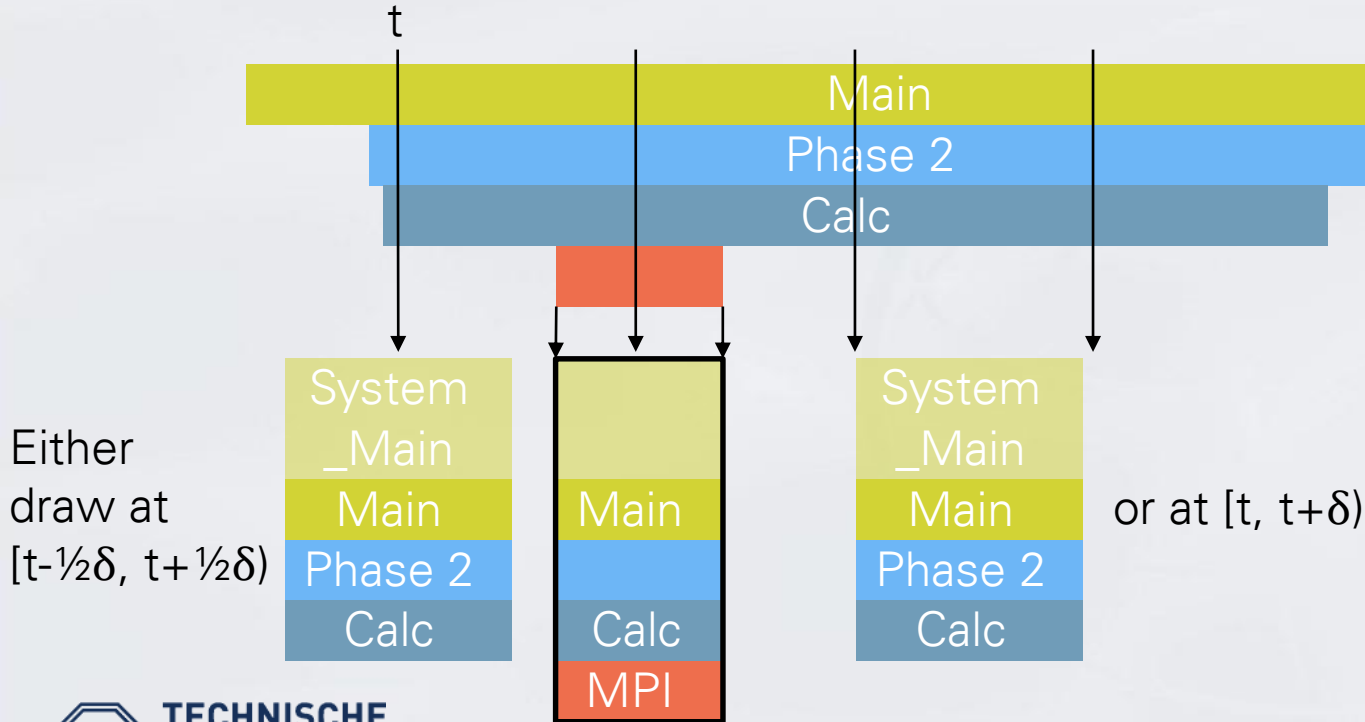 t
Main
Phase 2
Calc
Either
draw at
[t-½δ, t+½δ)
System
_Main
Main
Phase 2
Calc
Main
Calc
MPI
System
_Main
Main
Phase 2
Calc
or at [t, t+δ)
TECHNISCHE